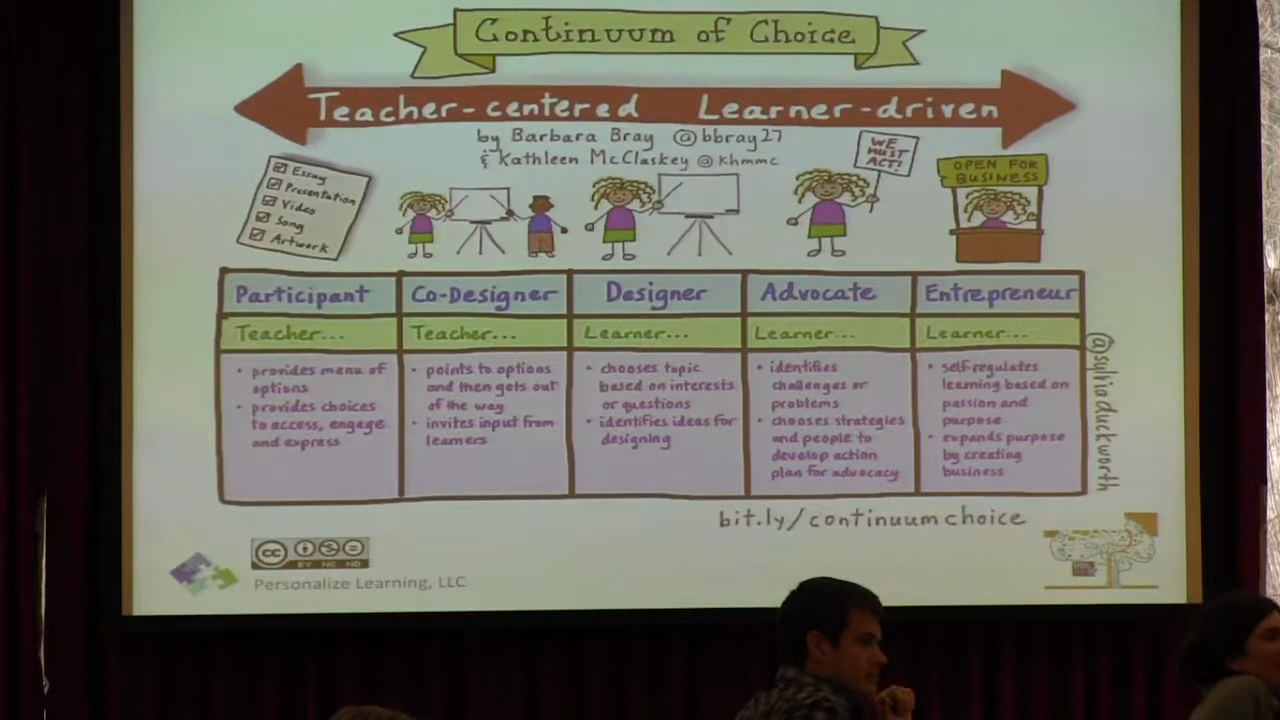 Continuum of Choice
Teacher-centered Learner-driven
by Barbara Bray @bbray27
& Kathleen McClaskey @khmmc
Essay
Presentation
Video
Song
Artwork
WE
MUST
ACT!
OPEN FOR
BUSINESS
Participant
Teacher...
• provides menu of
options
• provides choices
to access, engage
and express
Co-Designer
Teacher...
• points to options
and then gets out
of the way
• invites input from
learners
Designer
Learner...
• chooses topic
based on interests
or questions
• identifies ideas for
designing
Advocate
Learner...
• identifies
challenges or
problems
• chooses strategies
and people to
develop action
plan for advocacy
Entrepreneur
Learner...
• self-regulates
learning based on
passion and
purpose
• expands purpose
by creating
business
@sylviaduckworth
bit.ly/continuumchoice
cc
BY NC ND
Personalize Learning, LLC